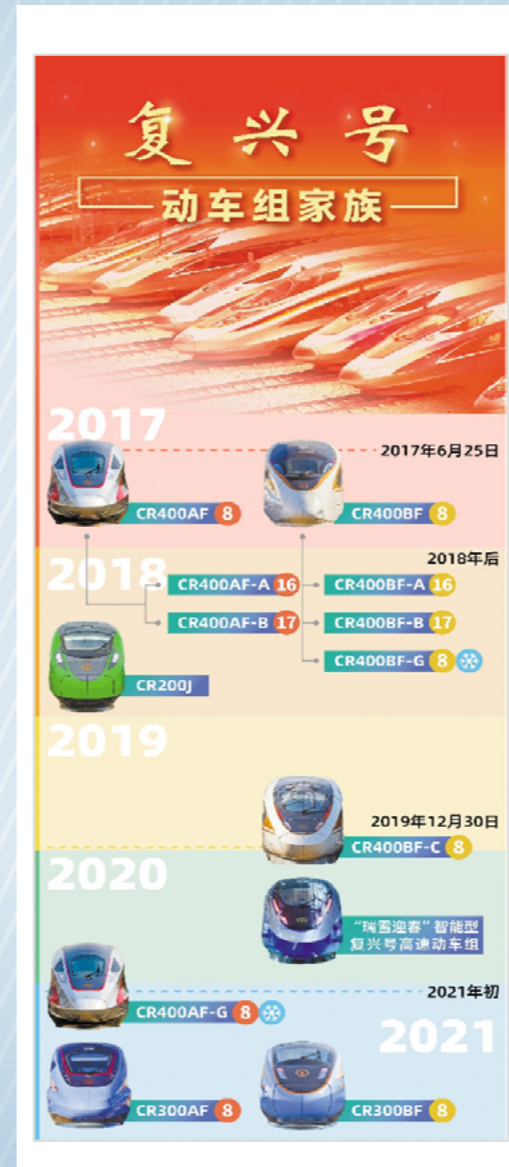 复兴号
动车组家族
2017
2017年6月25日
CR400AF 8
CR400BF 8
2018
2018年后
CR400AF-A 16
CR400BF-A 16
CR400AF-B 17
CR400BF-B 17
CR400BF-G 8
CR200J
2019
2019年12月30日
CR400BF-C 8
2020
“瑞雪迎春”智能型
复兴号高速动车组
2021年初
CR400AF-G 8
2021
CR300AF 8
CR300BF 8